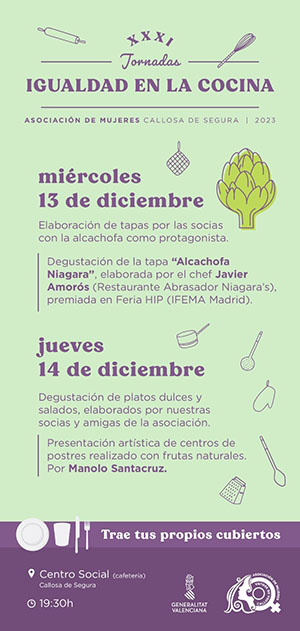 XXXI
Jornadas
IGUALDAD EN LA COCINA
ASOCIACIÓN DE MUJERES CALLOSA DE SEGURA | 2023
miércoles
13 de diciembre
Elaboración de tapas por las socias
con la alcachofa como protagonista.
Degustación de la tapa “Alcachofa
Niagara”, elaborada por el chef Javier
Amorós (Restaurante Abrasador Niagara’s),
premiada en Feria HIP (IFEMA Madrid).
jueves
14 de diciembre
Degustación de platos dulces y
salados, elaborados por nuestras
socias y amigas de la asociación.
Presentación artística de centros de
postres realizado con frutas naturales.
Por Manolo Santacruz.
Trae tus propios cubiertos
Centro Social (cafetería)
Callosa de Segura
19:30h
GENERALITAT
VALENCIANA